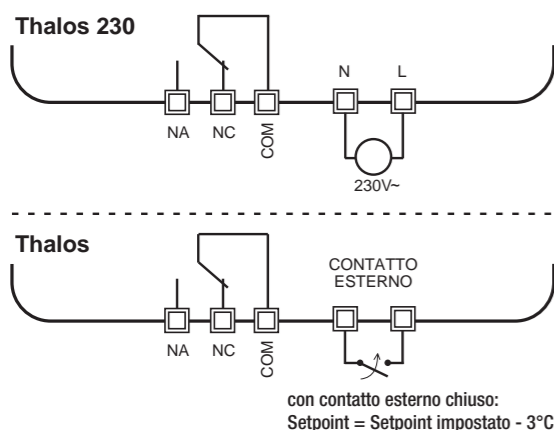 Thalos 230
N L
NA NC COM
230V~
Thalos
CONTATTO
ESTERNO
NA NC COM
con contatto esterno chiuso:
Setpoint = Setpoint impostato - 3°C